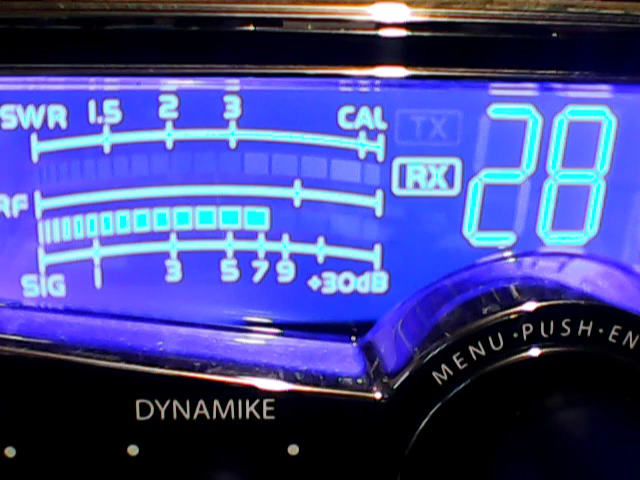 SWR 1.5 2 3 CAL
TX
RX
28
RF
SIG 1 3 5 7 9 +30dB
MENU·PUSH·EN
DYNAMIKE